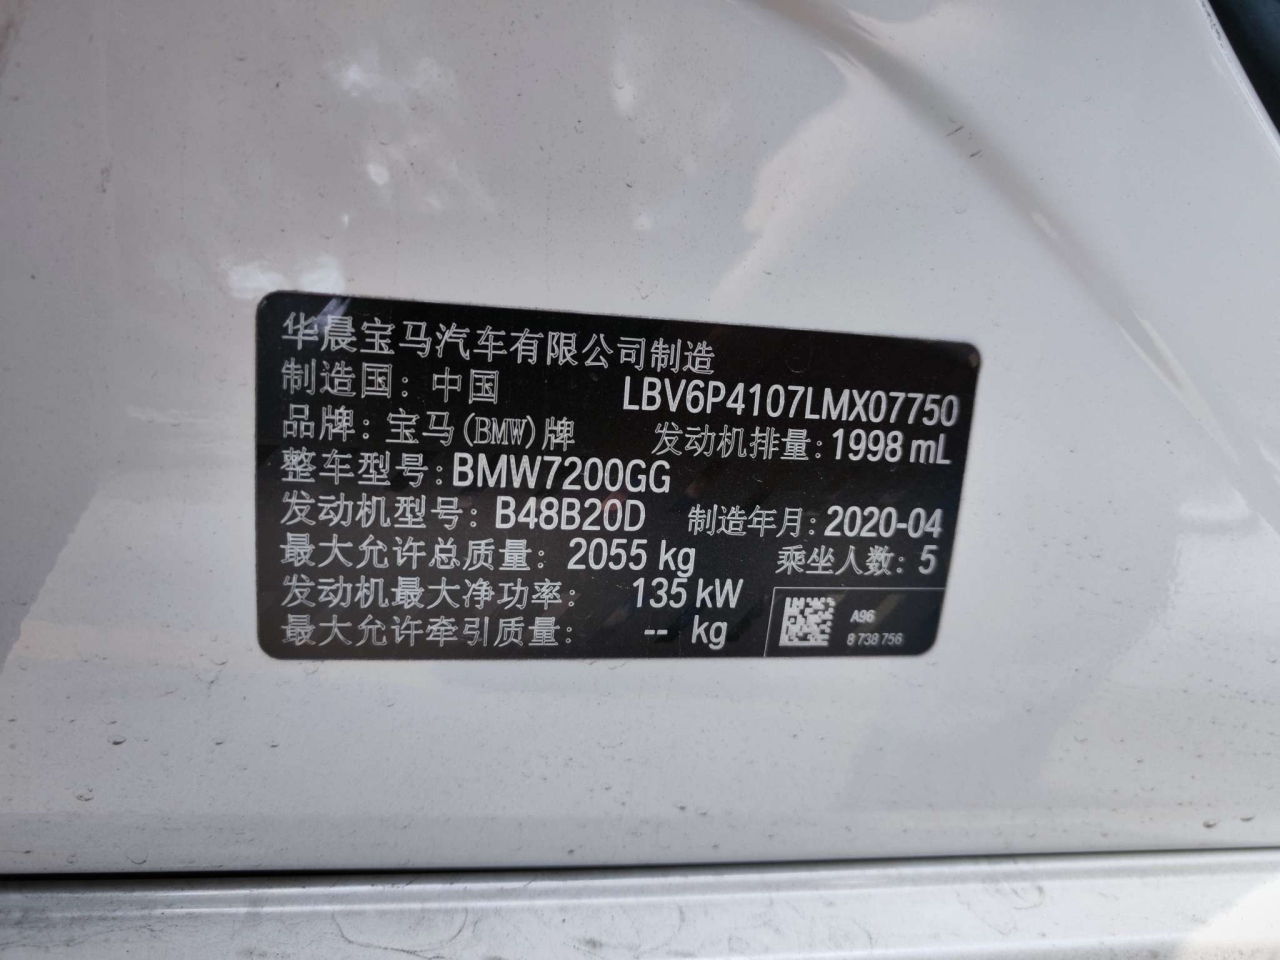 华晨宝马汽车有限公司制造
制造国：中国 LBV6P4107LMX07750
品牌：宝马(BMW)牌 发动机排量：1998 mL
整车型号：BMW7200GG
发动机型号：B48B20D 制造年月：2020-04
最大允许总质量：2055 kg 乘坐人数：5
发动机最大净功率：135 kW
最大允许牵引质量：-- kg
A96
8 738 756